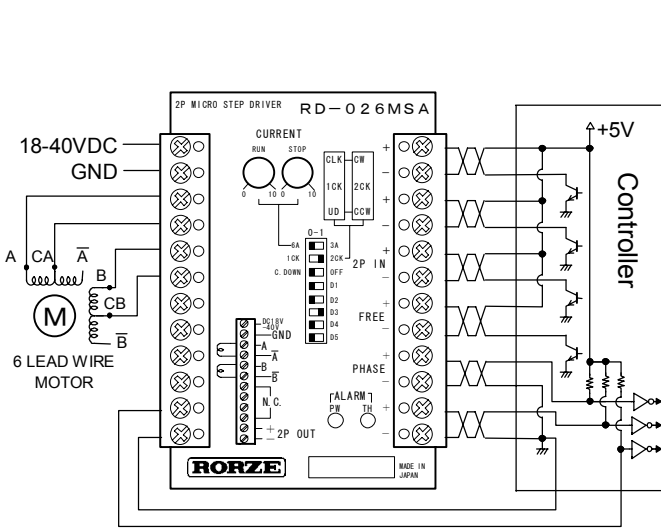 2P MICRO STEP DRIVER
RD-026MSA
CURRENT
RUN STOP
0 10 0 10
CLK CW
1CK 2CK
UD CCW
O-1
6A 3A
1CK 2CK
C.DOWN OFF
D1
D2
D3
D4
D5
+
−
+
−
+
2P IN
−
+
FREE
−
+
PHASE
−
+
−
18-40VDC
GND
A CA A̅
B
CB
B̅
M
6 LEAD WIRE
MOTOR
DC18V
-40V
GND
A
A̅
B
B̅
N.C.
+
− 2P OUT
ALARM
PW TH
RORZE
MADE IN
JAPAN
+5V
Controller